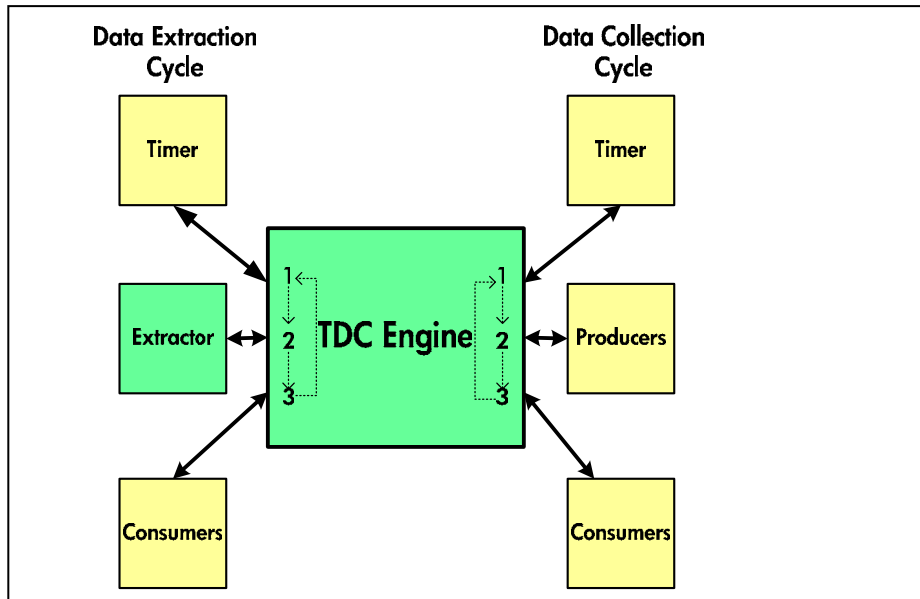 Data Extraction
Cycle
Data Collection
Cycle
Timer
Timer
1
1
Extractor
2
TDC Engine
2
Producers
3
3
Consumers
Consumers